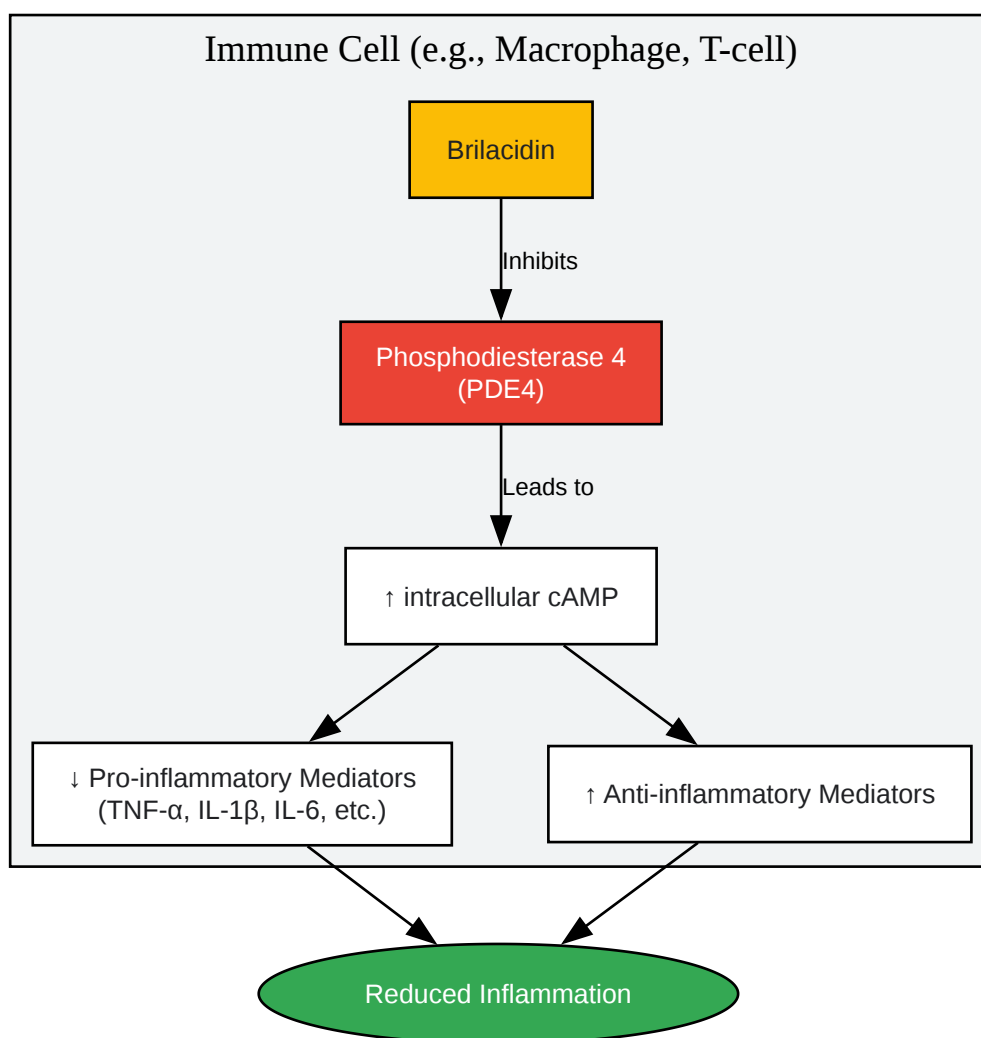 Immune Cell (e.g., Macrophage, T-cell)
Brilacidin
Inhibits
Phosphodiesterase 4
(PDE4)
Leads to
↑ intracellular cAMP
↓ Pro-inflammatory Mediators
(TNF-α, IL-1β, IL-6, etc.)
↑ Anti-inflammatory Mediators
Reduced Inflammation